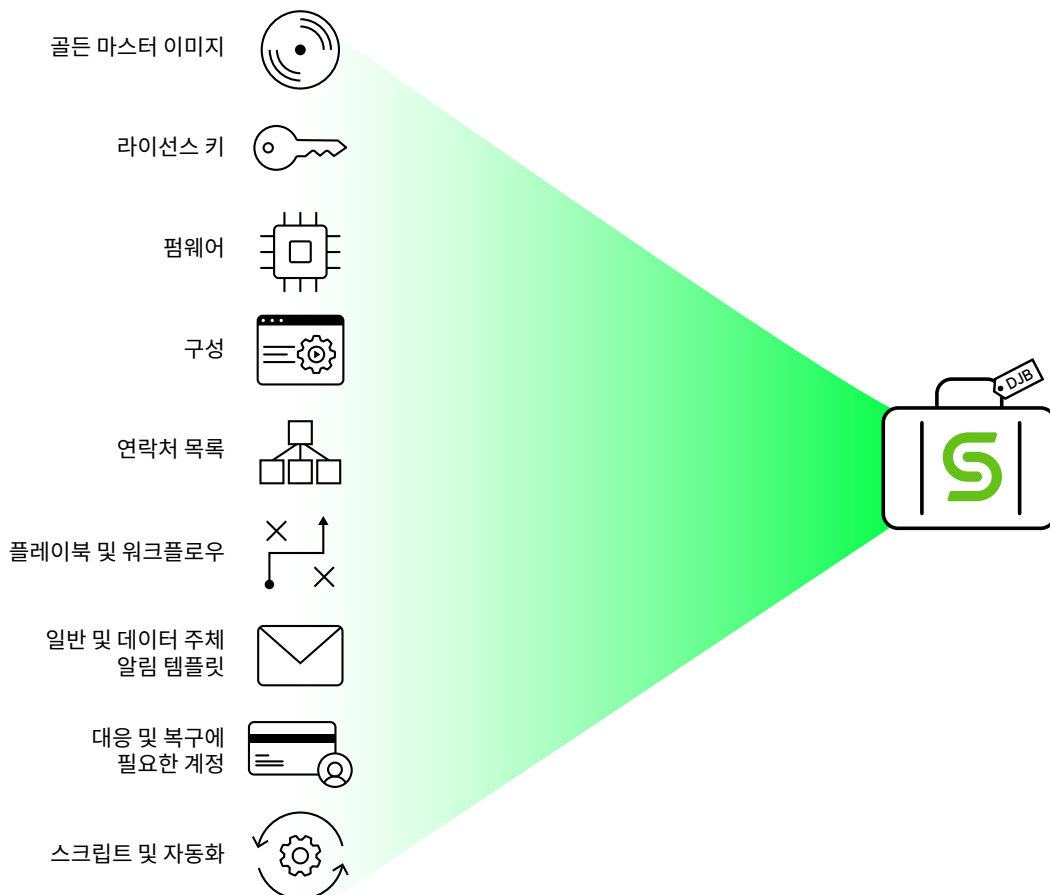 골든 마스터 이미지
라이선스 키
펌웨어
구성
DJB
연락처 목록
플레이북 및 워크플로우
일반 및 데이터 주체
알림 템플릿
대응 및 복구에
필요한 계정
스크립트 및 자동화